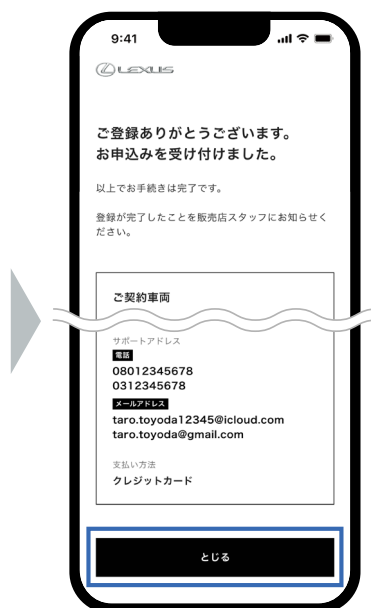 9:41
LEXUS
ご登録ありがとうございます。
お申込みを受け付けました。
以上でお手続きは完了です。
登録が完了したことを販売店スタッフにお知らせく
ださい。
ご契約車両
サポートアドレス
電話
08012345678
0312345678
メールアドレス
taro.toyoda12345@icloud.com
taro.toyoda@gmail.com
支払い方法
クレジットカード
とじる